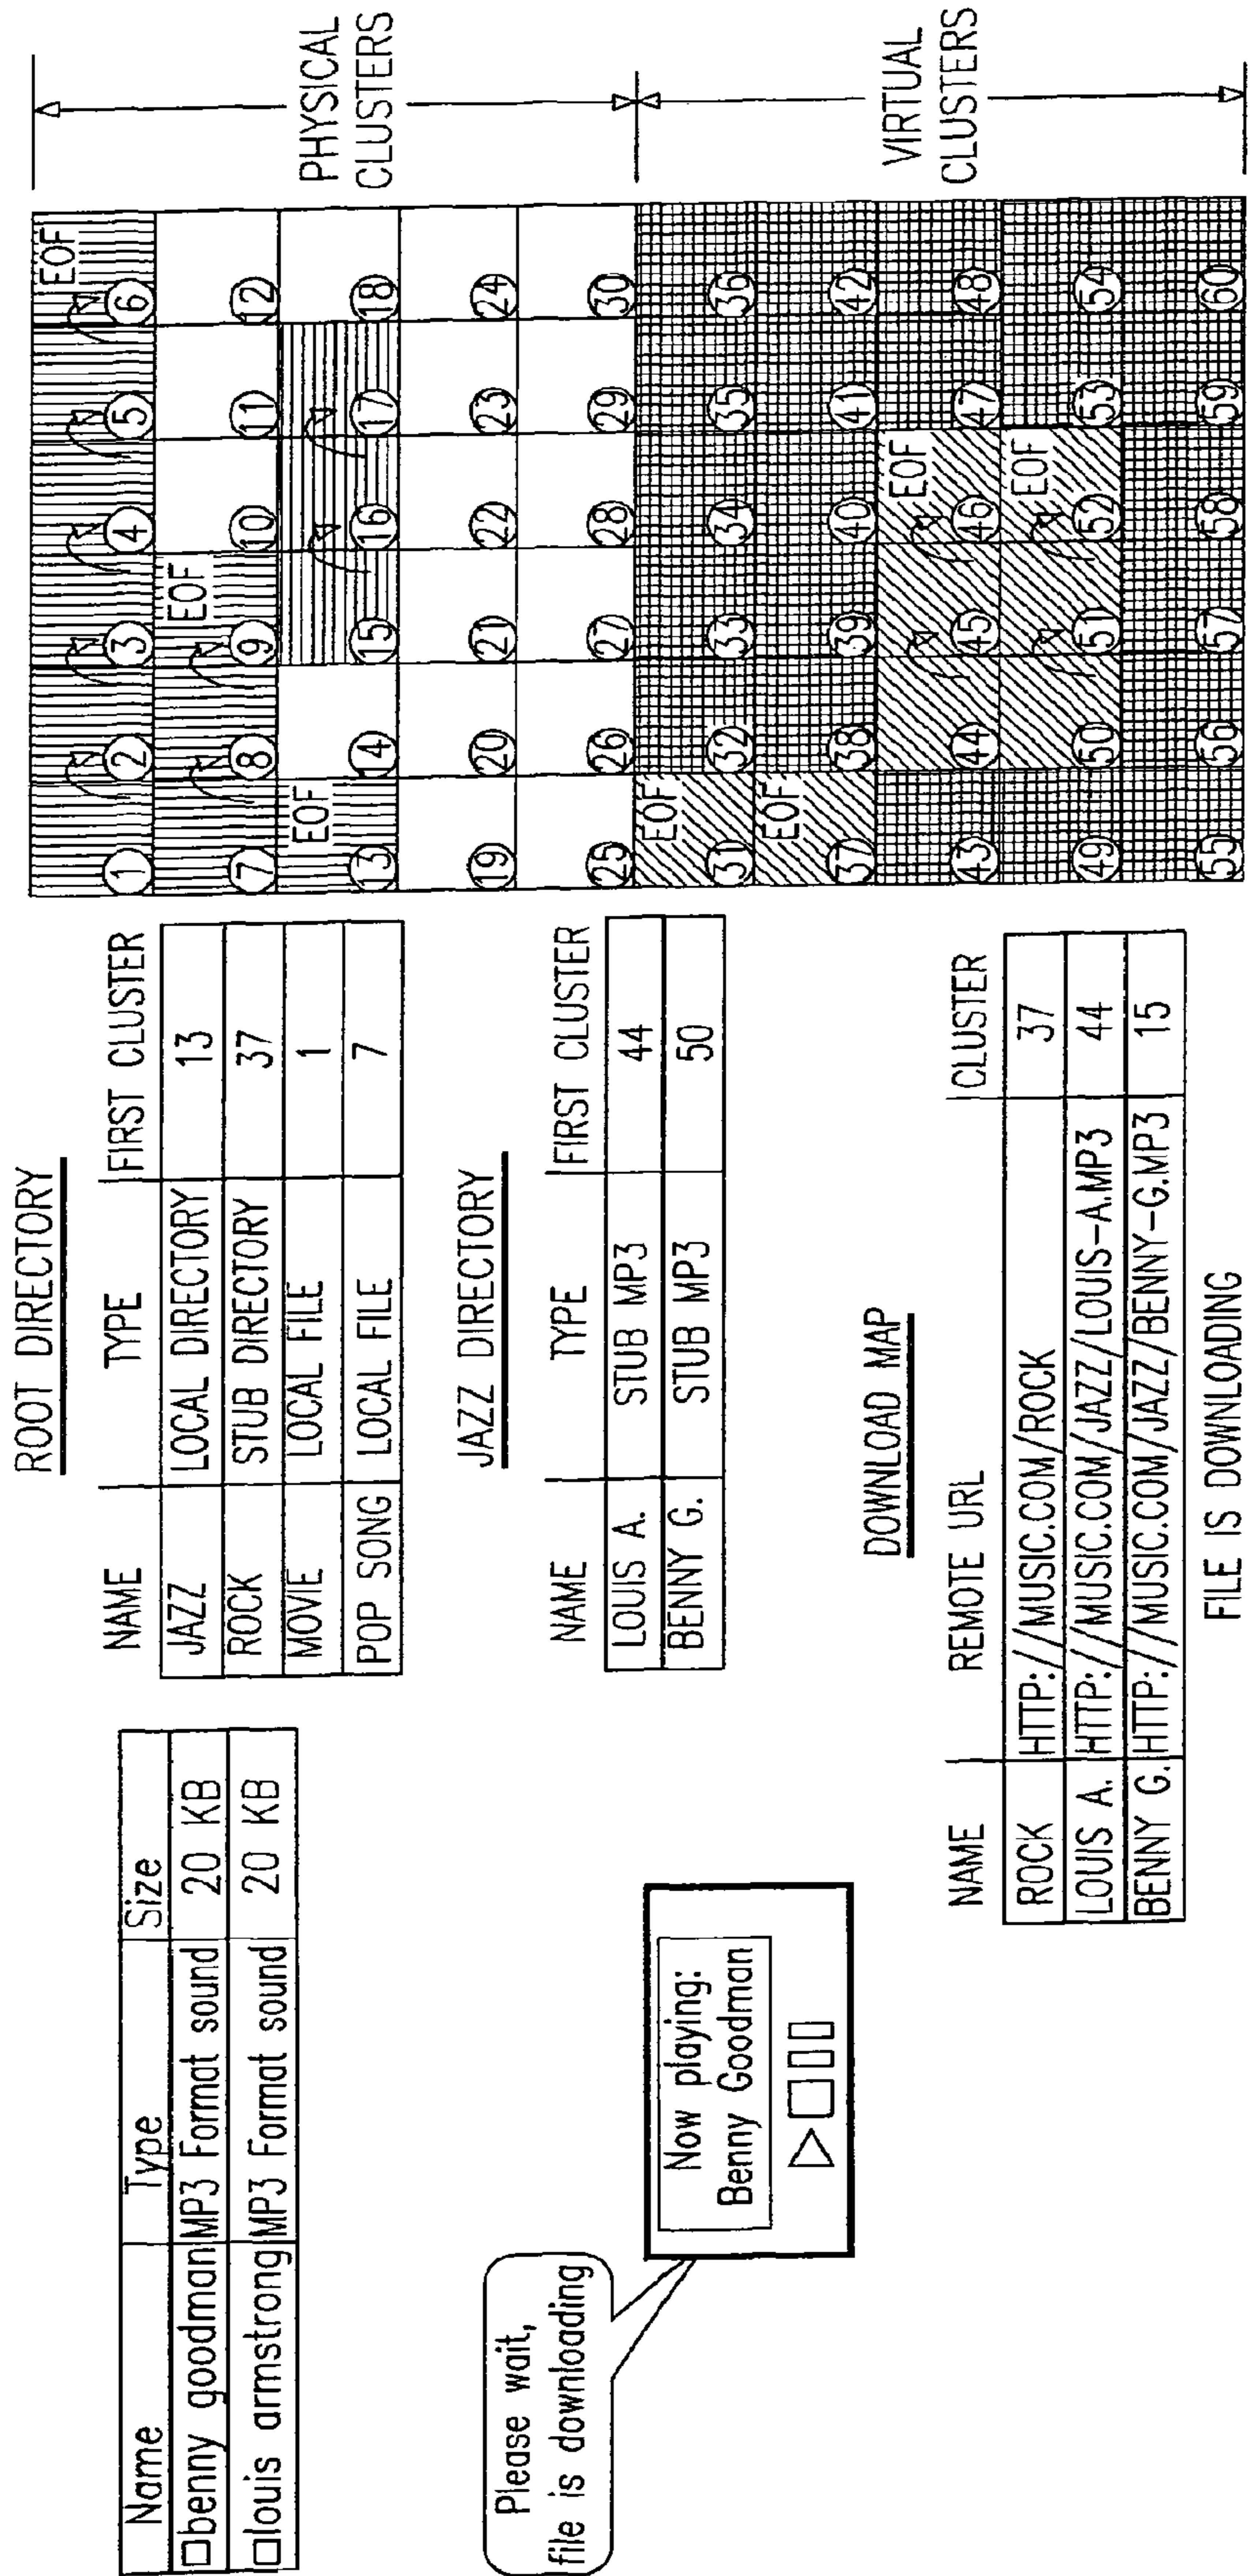 Name Type Size
benny goodman MP3 Format sound 20 KB
louis armstrong MP3 Format sound 20 KB
Please wait,
file is downloading
Now playing:
Benny Goodman
ROOT DIRECTORY
NAME TYPE FIRST CLUSTER
JAZZ LOCAL DIRECTORY 13
ROCK STUB DIRECTORY 37
MOVIE LOCAL FILE 1
POP SONG LOCAL FILE 7
JAZZ DIRECTORY
NAME TYPE FIRST CLUSTER
LOUIS A. STUB MP3 44
BENNY G. STUB MP3 50
DOWNLOAD MAP
NAME REMOTE URL CLUSTER
ROCK HTTP://MUSIC.COM/ROCK 37
LOUIS A. HTTP://MUSIC.COM/JAZZ/LOUIS-A.MP3 44
BENNY G. HTTP://MUSIC.COM/JAZZ/BENNY-G.MP3 15
FILE IS DOWNLOADING
EOF
1 2 3 4 5 6
EOF
7 8 9 10 11 12
EOF
13 14 15 16 17 18
19 20 21 22 23 24
25 26 27 28 29 30
EOF
31 32 33 34 35 36
EOF
37 38 39 40 41 42
EOF
43 44 45 46 47 48
EOF
49 50 51 52 53 54
55 56 57 58 59 60
PHYSICAL
CLUSTERS
VIRTUAL
CLUSTERS